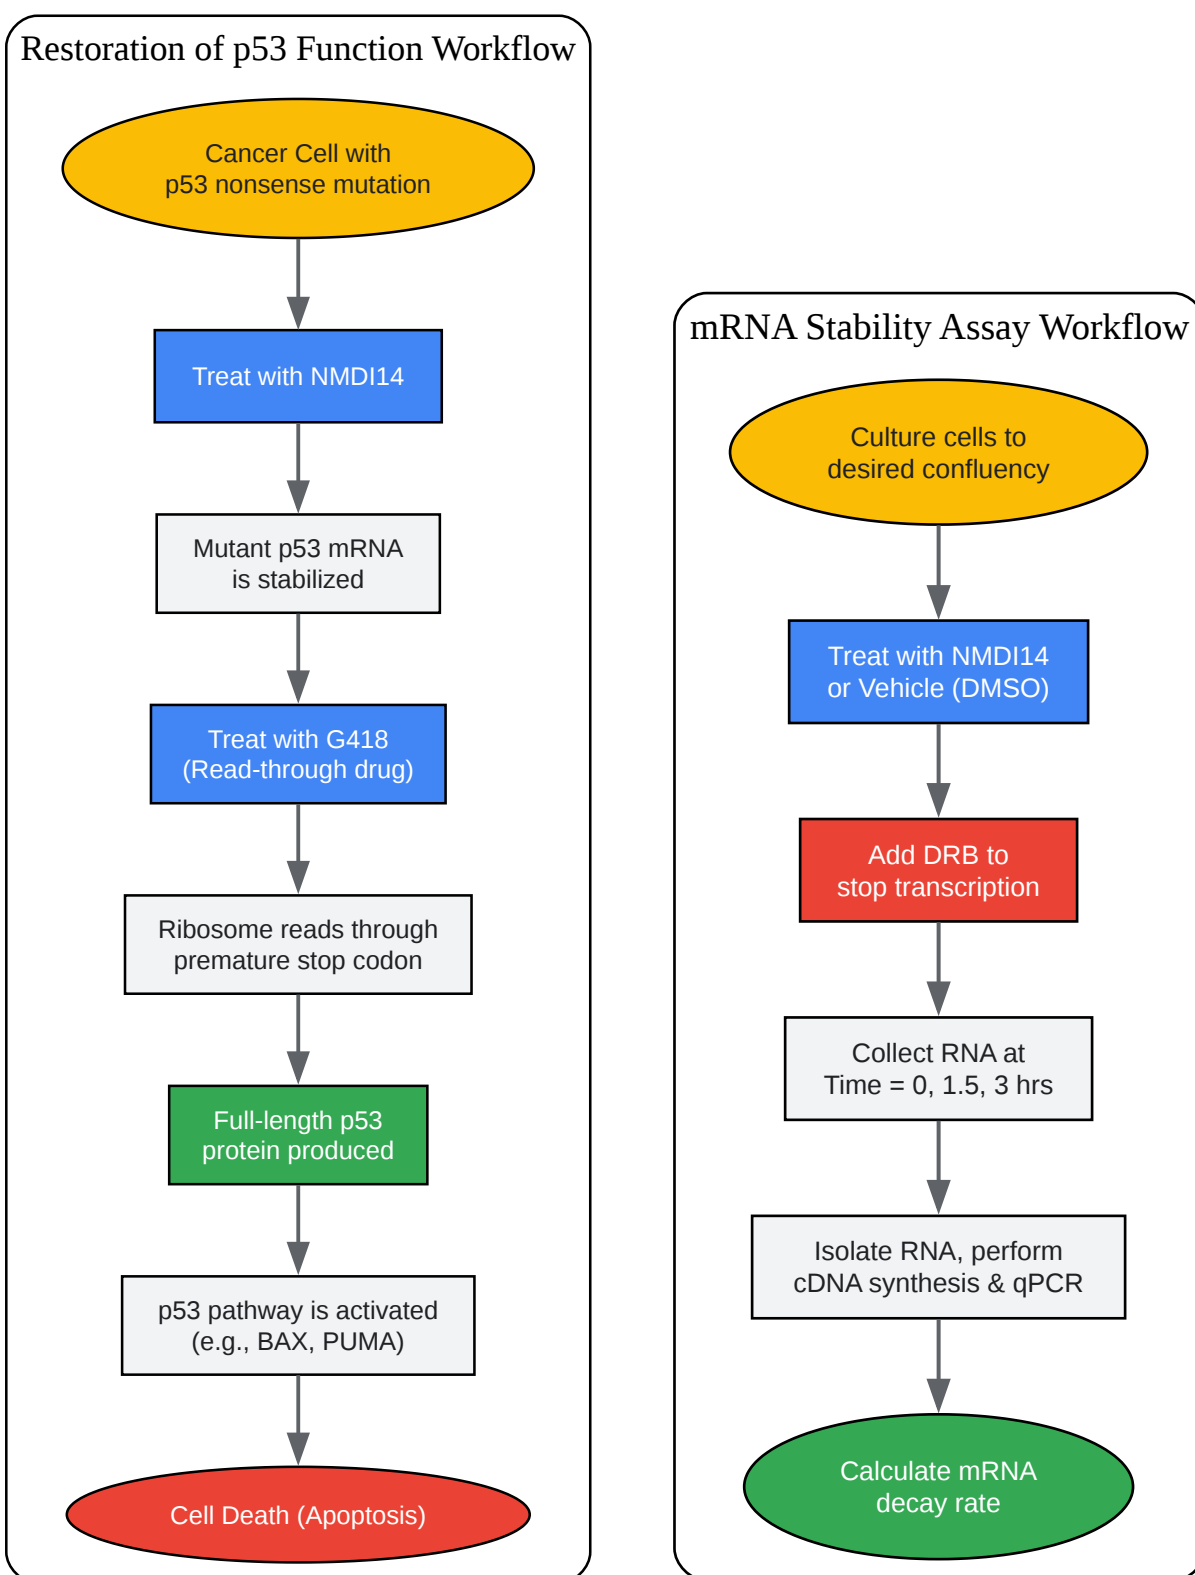 Restoration of p53 Function Workflow
Cancer Cell with
p53 nonsense mutation
Treat with NMDI14
Mutant p53 mRNA
is stabilized
Treat with G418
(Read-through drug)
Ribosome reads through
premature stop codon
Full-length p53
protein produced
p53 pathway is activated
(e.g., BAX, PUMA)
Cell Death (Apoptosis)
mRNA Stability Assay Workflow
Culture cells to
desired confluency
Treat with NMDI14
or Vehicle (DMSO)
Add DRB to
stop transcription
Collect RNA at
Time = 0, 1.5, 3 hrs
Isolate RNA, perform
cDNA synthesis & qPCR
Calculate mRNA
decay rate